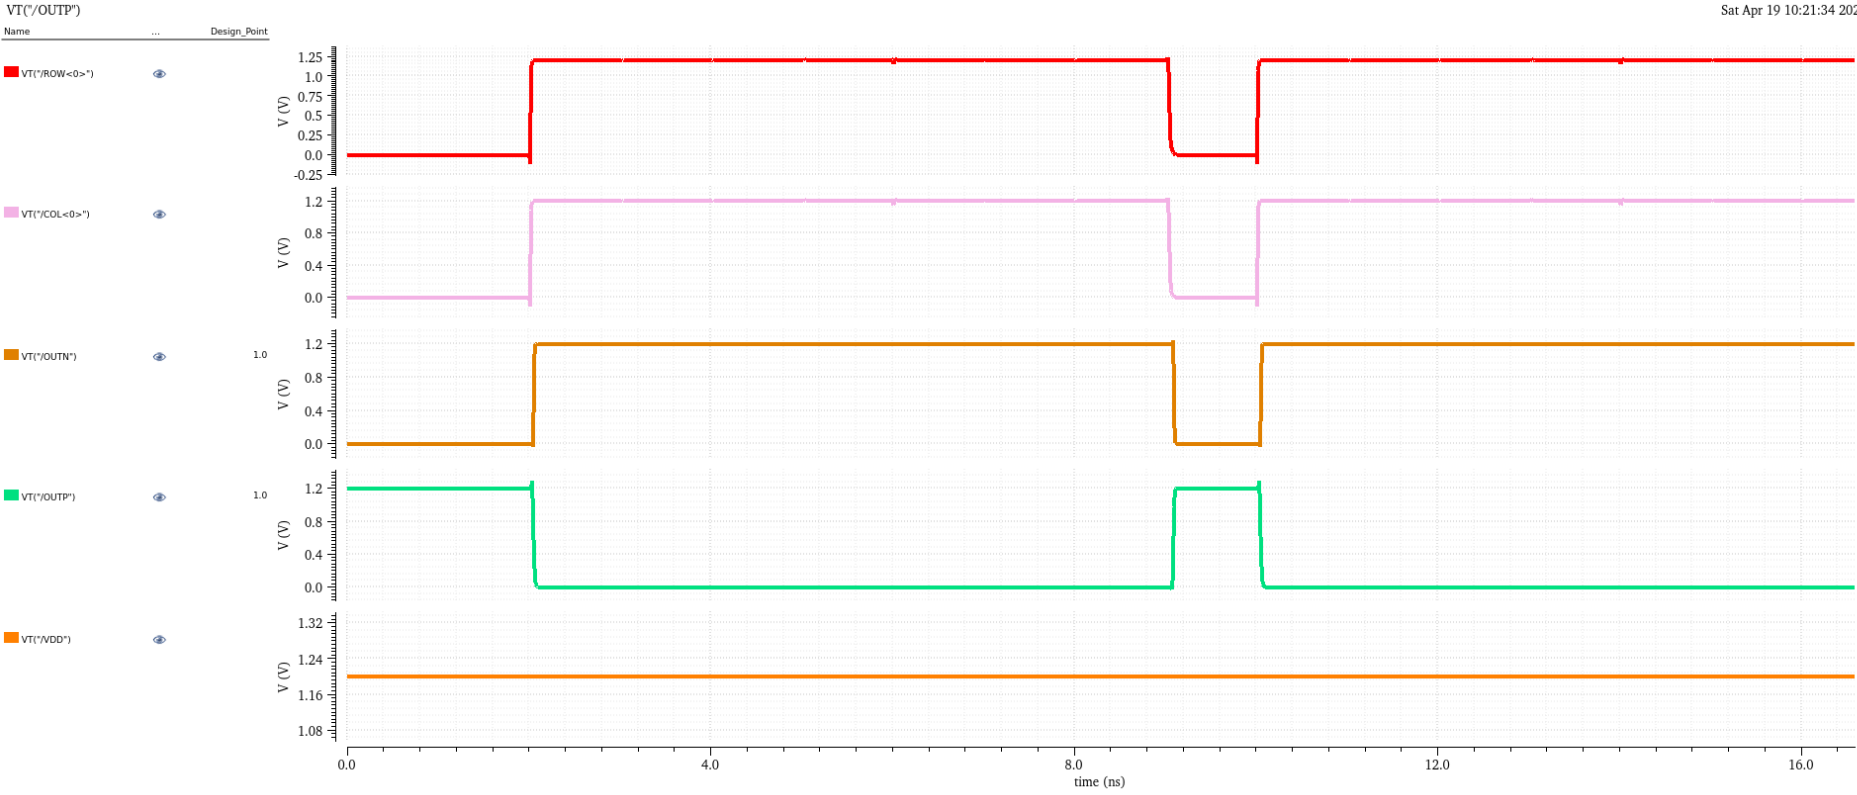 VT("/OUTP")
Sat Apr 19 10:21:34 202
Name ... Design_Point
VT("/ROW<0>")
V (V)
1.25
1.0
0.75
0.5
0.25
0.0
-0.25
VT("/COL<0>")
V (V)
1.2
0.8
0.4
0.0
VT("/OUTN") 1.0
V (V)
1.2
0.8
0.4
0.0
VT("/OUTP") 1.0
V (V)
1.2
0.8
0.4
0.0
VT("/VDD")
V (V)
1.32
1.24
1.16
1.08
0.0 4.0 8.0 12.0 16.0
time (ns)